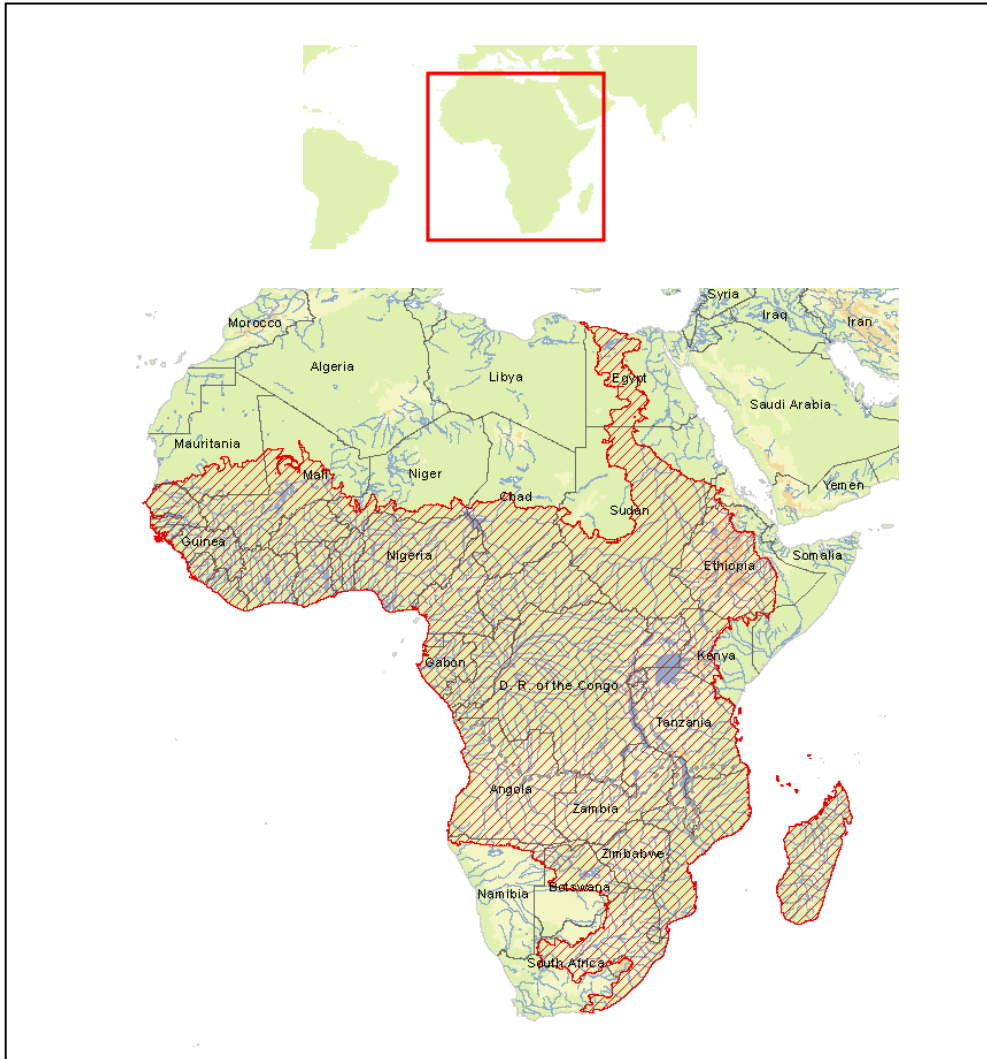 Syria
Morocco
Iraq
Iran
Algeria
Libya
Egypt
Saudi Arabia
Mauritania
Mali
Niger
Chad
Yemen
Sudan
Guinea
Nigeria
Somalia
Ethiopia
Gabon
Kenya
D. R. of the Congo
Tanzania
Angola
Zambia
Zimbabwe
Namibia
Botswana
South Africa